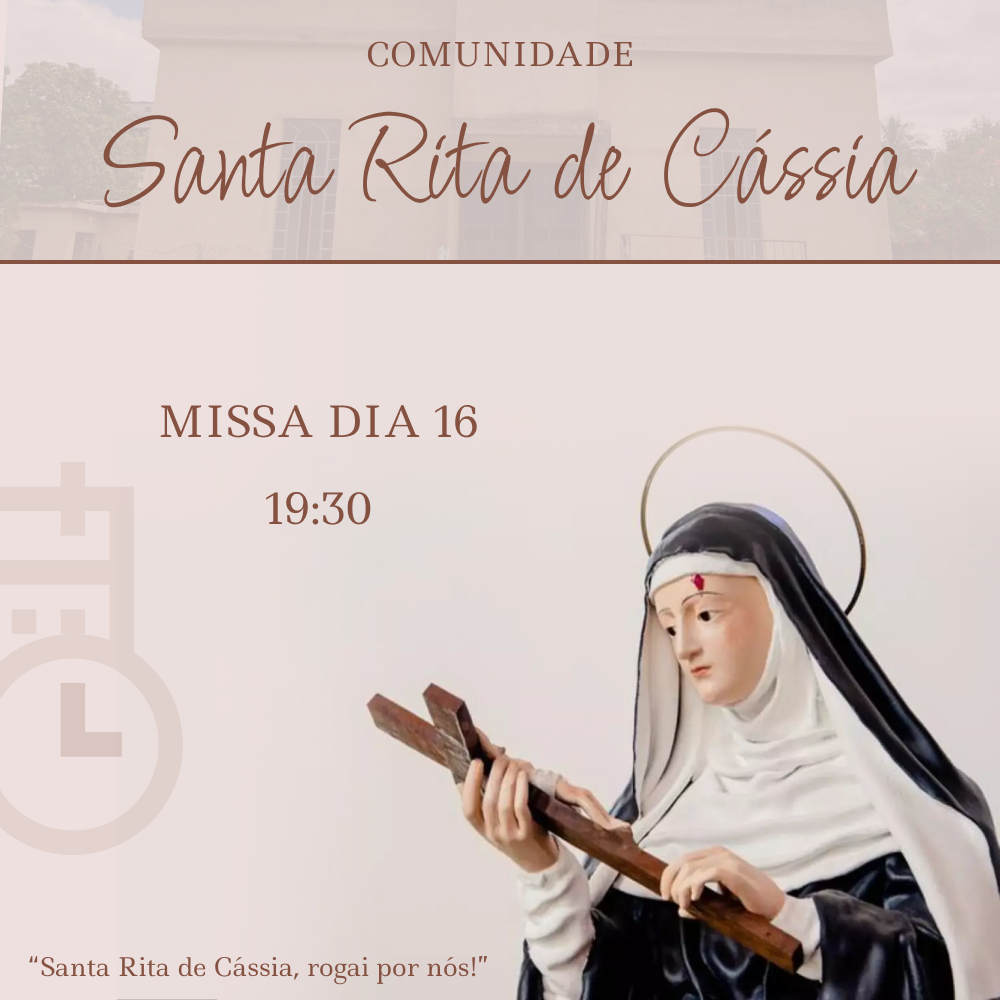 COMUNIDADE
Santa Rita de Cássia
MISSA DIA 16
19:30
“Santa Rita de Cássia, rogai por nós!”